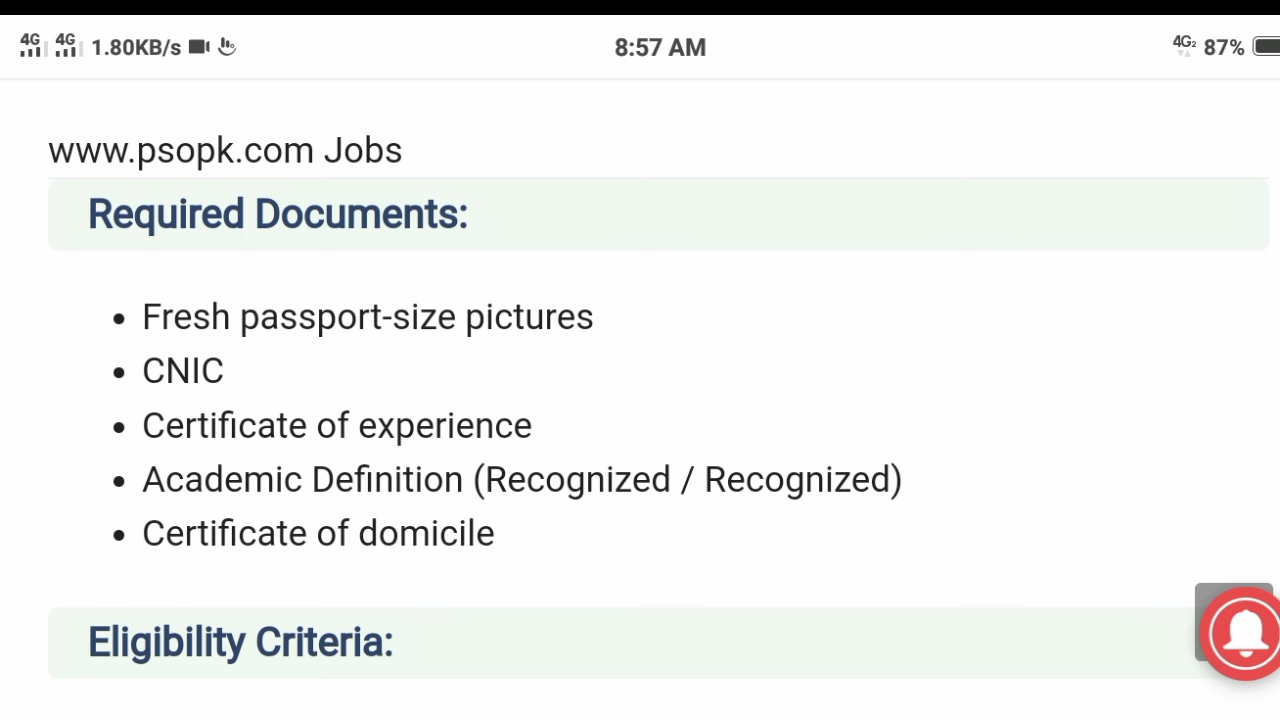 4G 4G 1.80KB/s 8:57 AM 4G2 87%
www.psopk.com Jobs
Required Documents:
Fresh passport-size pictures
CNIC
Certificate of experience
Academic Definition (Recognized / Recognized)
Certificate of domicile
Eligibility Criteria: